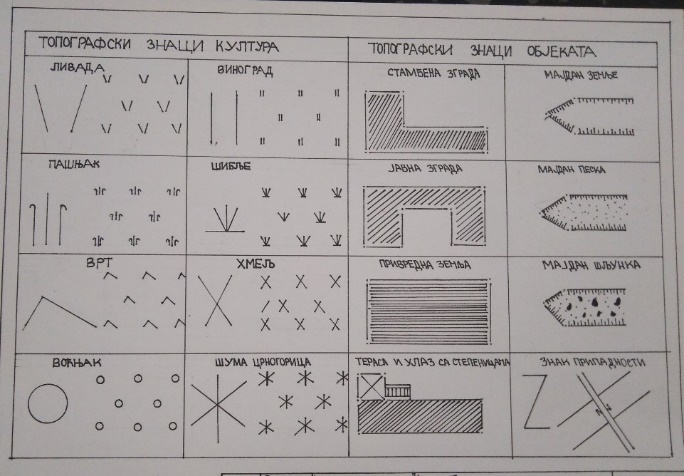 ТОПОГРАФСКИ ЗНАЦИ КУЛТУРА
ТОПОГРАФСКИ ЗНАЦИ ОБЈЕКАТА
ЛИВАДА
ВИНОГРАД
СТАМБЕНА ЗГРАДА
МАЈДАН ЗЕМЉЕ
ПАШЊАК
ШИБЉЕ
ЈАВНА ЗГРАДА
МАЈДАН ПЕСКА
ВРТ
ХМЕЉ
ПРИВРЕДНА ЗЕМЉА
МАЈДАН ШЉУНКА
ВОЋЊАК
ШУМА ЦРНОГОРИЦА
ТЕРАСА И УЛАЗ СА СТЕПЕНИЦАМА
ЗНАК ПРИПАДНОСТИ